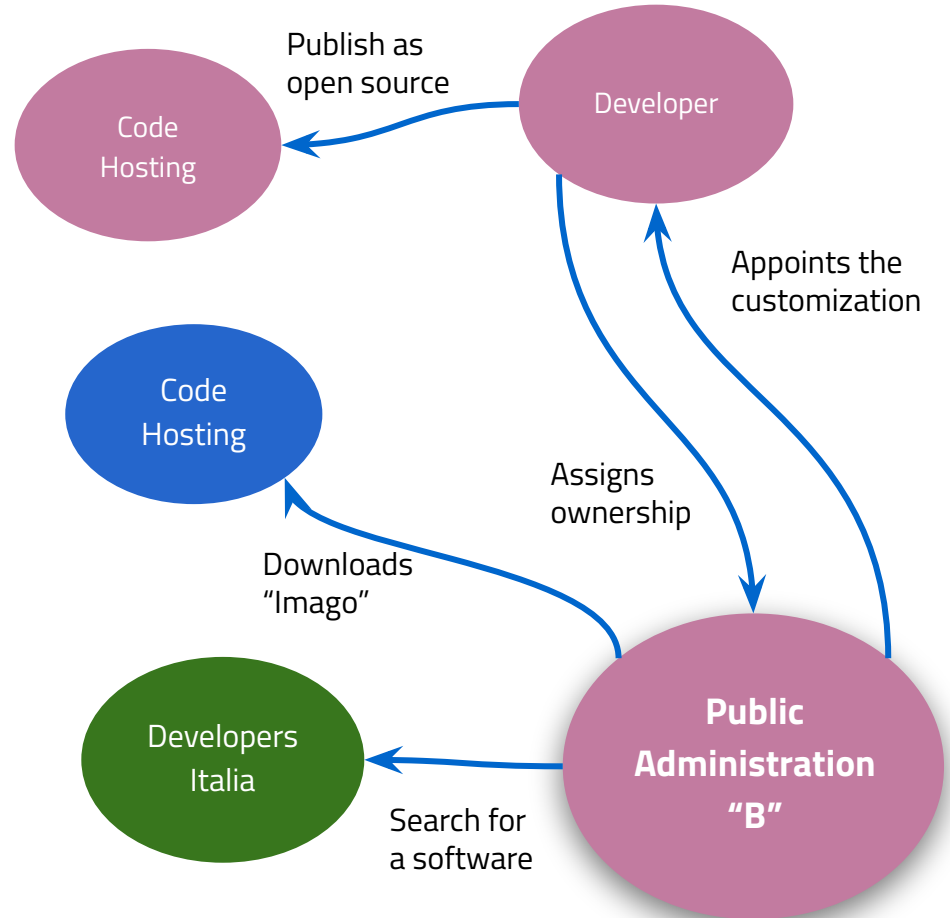 Publish as
open source
Developer
Code
Hosting
Appoints the
customization
Code
Hosting
Assigns
ownership
Downloads
“Imago”
Public
Administration
“B”
Developers
Italia
Search for
a software